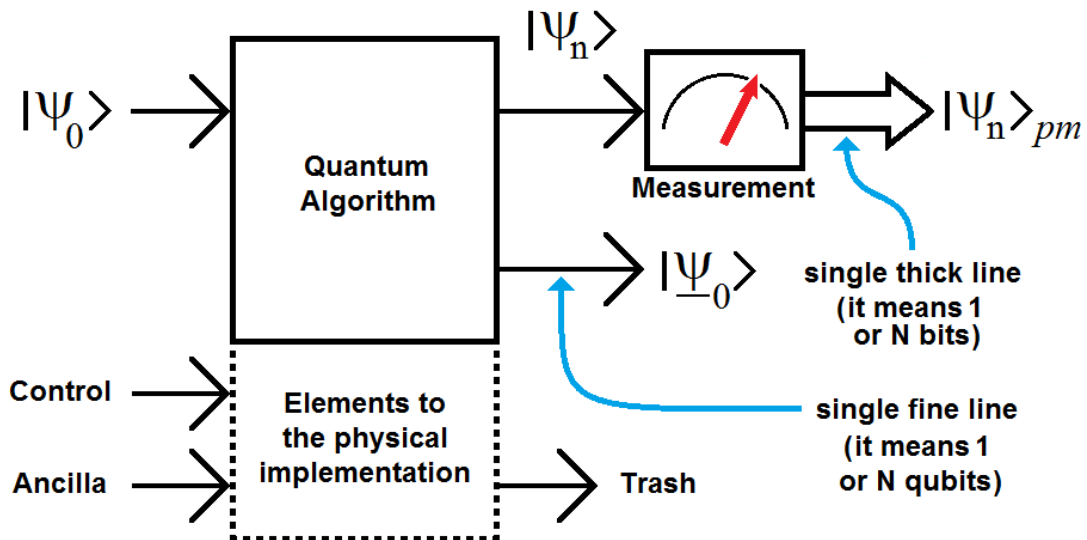 |Ψ₀⟩
|Ψₙ⟩
|Ψₙ⟩ₚₘ
Quantum
Algorithm
Measurement
|Ψ̲₀⟩
single thick line
(it means 1
or N bits)
Control
Ancilla
Elements to
the physical
implementation
Trash
single fine line
(it means 1
or N qubits)